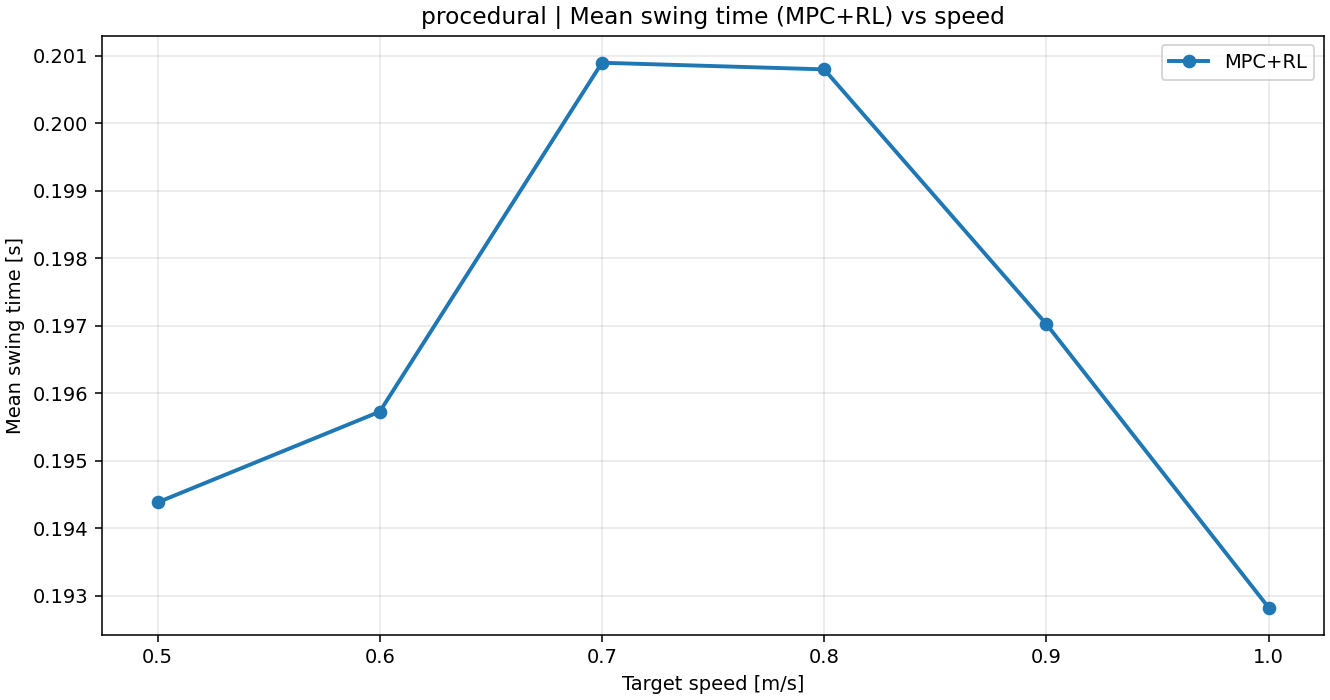 procedural | Mean swing time (MPC+RL) vs speed
MPC+RL
Mean swing time [s]
0.201
0.200
0.199
0.198
0.197
0.196
0.195
0.194
0.193
0.5 0.6 0.7 0.8 0.9 1.0
Target speed [m/s]